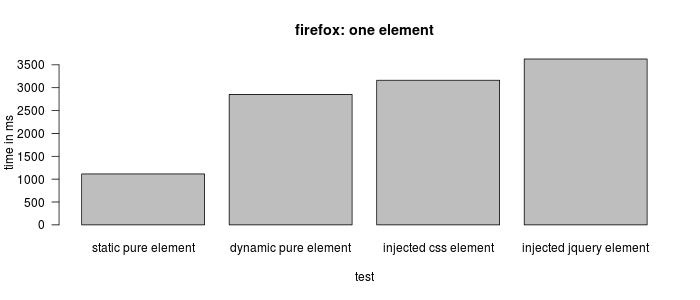 firefox: one element
time in ms
3500
3000
2500
2000
1500
1000
500
0
static pure element
dynamic pure element
injected css element
injected jquery element
test